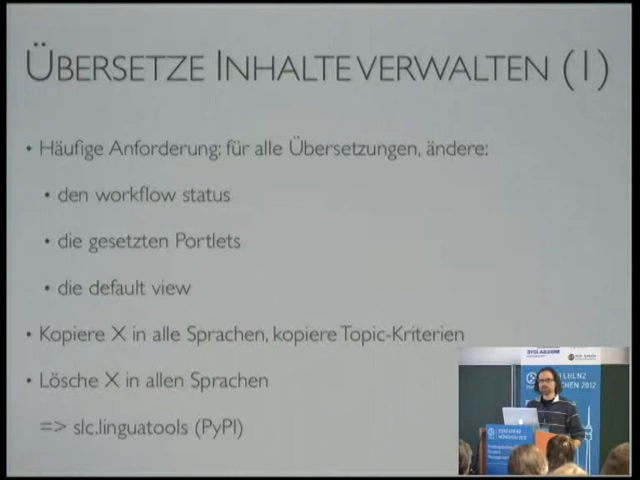 ÜBERSETZE INHALTE VERWALTEN (1)
• Häufige Anforderung: für alle Übersetzungen, ändere:
• den workflow status
• die gesetzten Portlets
• die default view
• Kopiere X in alle Sprachen, kopiere Topic-Kriterien
• Lösche X in allen Sprachen
=> slc.linguatools (PyPI)